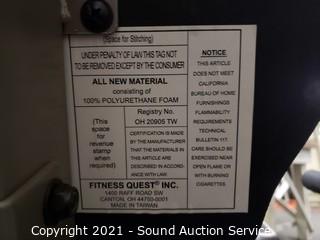 (Space for Stitching)
UNDER PENALTY OF LAW THIS TAG NOT
TO BE REMOVED EXCEPT BY THE CONSUMER
ALL NEW MATERIAL
consisting of
100% POLYURETHANE FOAM
(This
space
for
revenue
stamp
when
required)
Registry No.
OH 20905 TW
CERTIFICATION IS MADE BY
THE MANUFACTURER THAT
THE MATERIALS IN
THIS ARTICLE ARE
DESCRIBED IN ACCORD-
ANCE WITH LAW.
FITNESS QUEST® INC.
1400 RAFF ROAD SW
CANTON, OH 44750-0001
MADE IN TAIWAN
NOTICE
THIS ARTICLE
DOES NOT MEET
CALIFORNIA
BUREAU OF HOME
FURNISHINGS
FLAMMABILITY
REQUIREMENTS
TECHNICAL
BULLETIN 117.
CARE SHOULD BE
EXERCISED NEAR
OPEN FLAME OR
WITH BURNING
CIGARETTES.
Copyright 2021 - Sound Auction Service